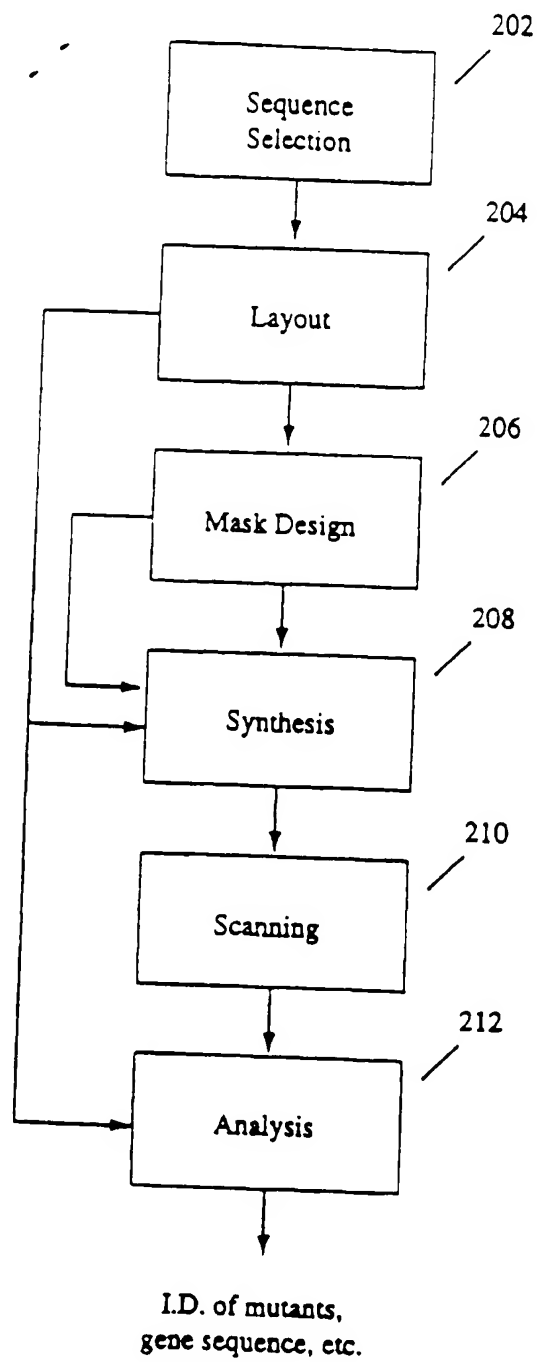 202
Sequence
Selection
204
Layout
206
Mask Design
208
Synthesis
210
Scanning
212
Analysis
I.D. of mutants,
gene sequence, etc.